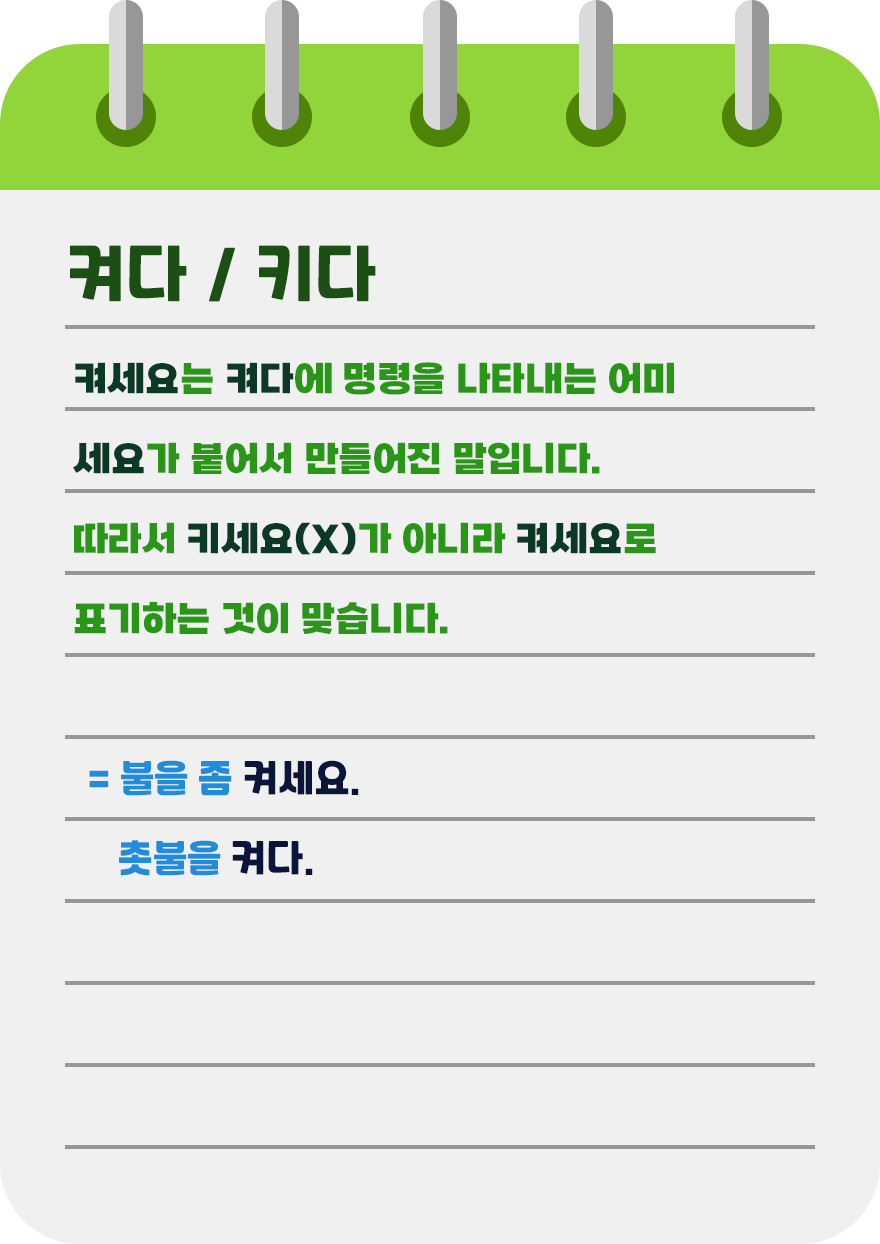 켜다 / 키다
켜세요는 켜다에 명령을 나타내는 어미
세요가 붙어서 만들어진 말입니다.
따라서 키세요(X)가 아니라 켜세요로
표기하는 것이 맞습니다.
= 불을 좀 켜세요.
촛불을 켜다.